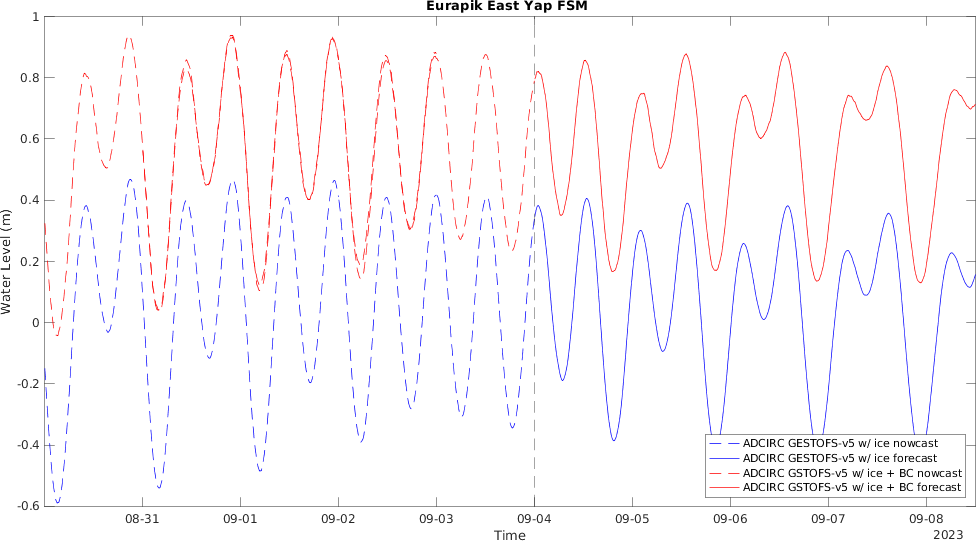 Eurapik East Yap FSM
1
0.8
0.6
0.4
0.2
0
-0.2
-0.4
-0.6
Water Level (m)
ADCIRC GESTOFS-v5 w/ ice nowcast
ADCIRC GESTOFS-v5 w/ ice forecast
ADCIRC GSTOFS-v5 w/ ice + BC nowcast
ADCIRC GSTOFS-v5 w/ ice + BC forecast
08-31 09-01 09-02 09-03 09-04 09-05 09-06 09-07 09-08
Time
2023